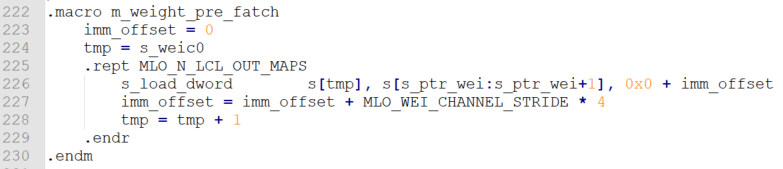 222 .macro m_weight_pre_fatch
223     imm_offset = 0
224     tmp = s_weic0
225     .rept MLO_N_LCL_OUT_MAPS
226         s_load_dword        s[tmp], s[s_ptr_wei:s_ptr_wei+1], 0x0 + imm_offset
227         imm_offset = imm_offset + MLO_WEI_CHANNEL_STRIDE * 4
228         tmp = tmp + 1
229     .endr
230 .endm